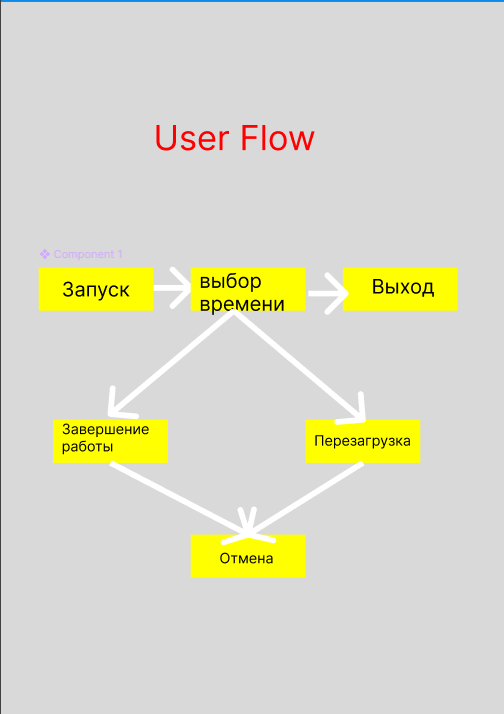 User Flow
Component 1
Запуск
выбор
времени
Выход
Завершение
работы
Перезагрузка
Отмена